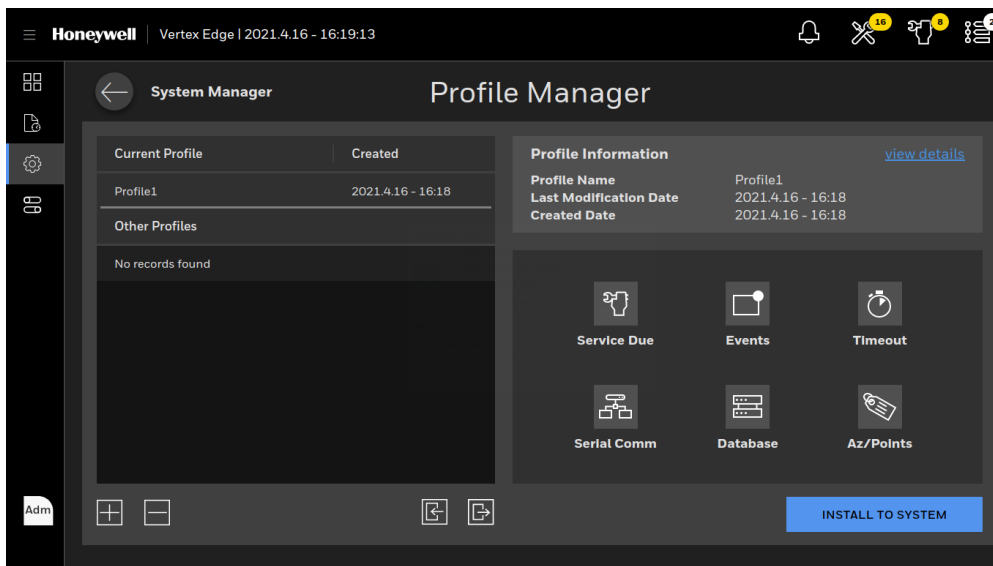 Honeywell Vertex Edge | 2021.4.16 - 16:19:13 16 8 2
System Manager Profile Manager
Current Profile Created
Profile1 2021.4.16 - 16:18
Other Profiles
No records found
Profile Information view details
Profile Name Profile1
Last Modification Date 2021.4.16 - 16:18
Created Date 2021.4.16 - 16:18
Service Due Events Timeout
Serial Comm Database Az/Points
Adm
INSTALL TO SYSTEM